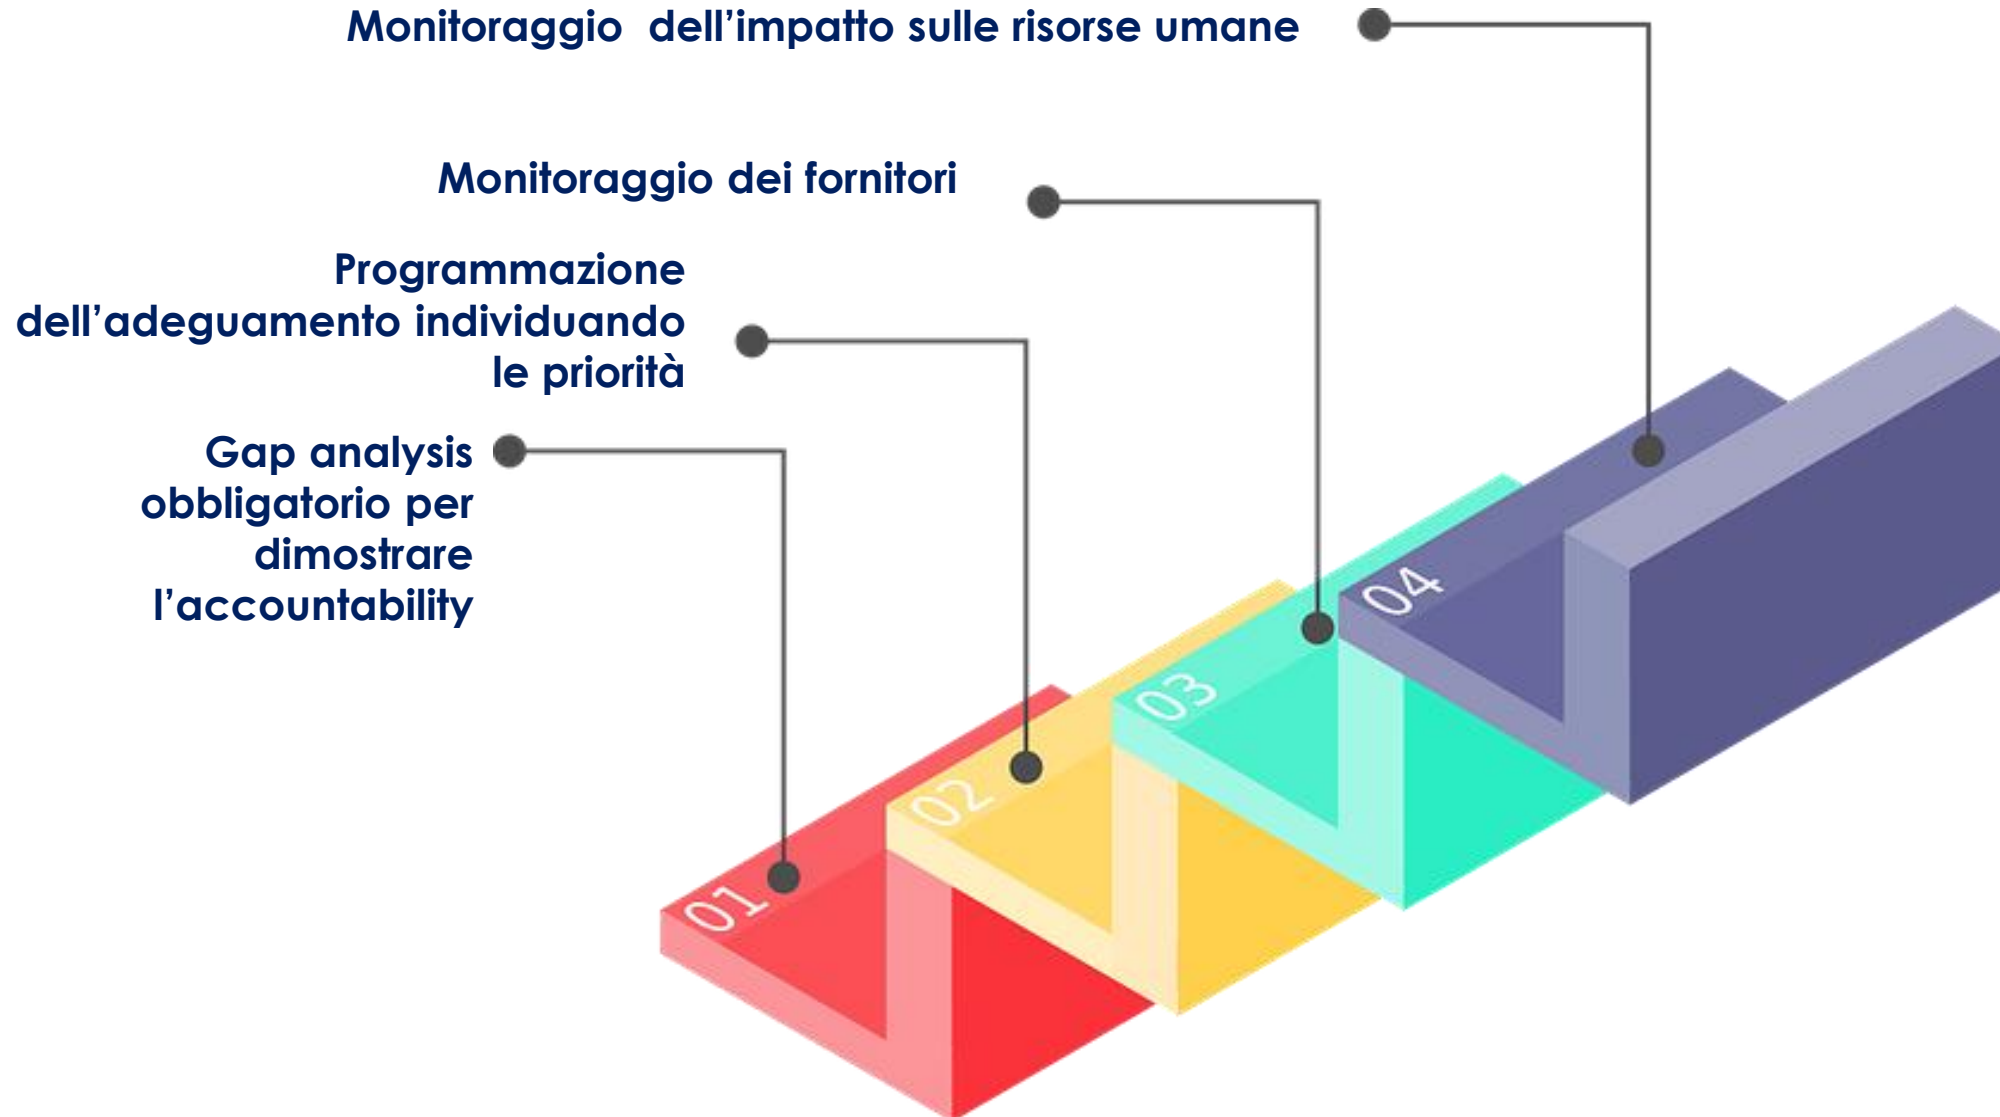 Monitoraggio  dell’impatto sulle risorse umane
Monitoraggio dei fornitori
Programmazione
dell’adeguamento individuando
le priorità
Gap analysis
obbligatorio per
dimostrare
l’accountability
04
03
02
01